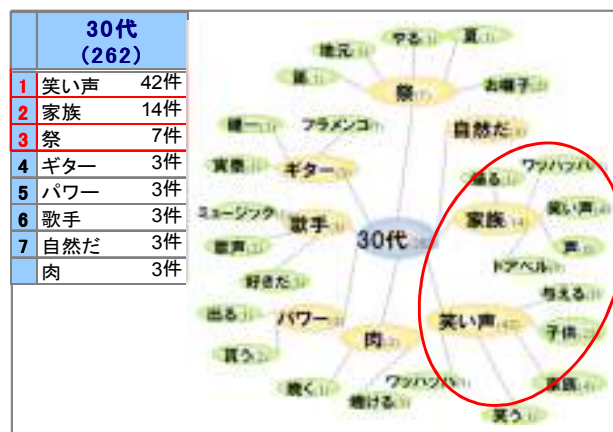 30代
(262)
1 笑い声 42件
2 家族 14件
3 祭 7件
4 ギター 3件
5 パワー 3件
6 歌手 3件
7 自然だ 3件
肉 3件
やる
夏
地元
お囃子
祭
自然だ
フラメンコ
ギター
ワッハッハ
家族
笑い声
声
ドアベル
ミュージック
歌手
歌声
好きだ
30代
与える
笑い声
子供
家族
出る
パワー
貰う
肉
焼く
焼ける
ワッハッハ
笑う